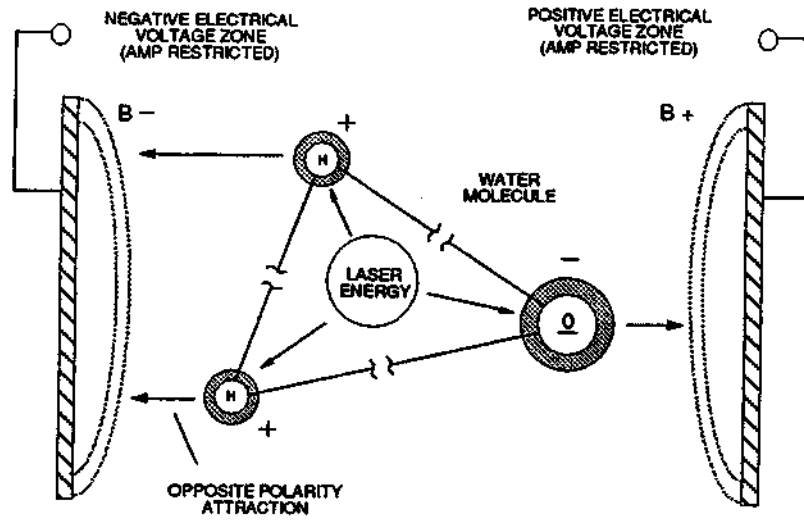 NEGATIVE ELECTRICAL
VOLTAGE ZONE
(AMP RESTRICTED)
POSITIVE ELECTRICAL
VOLTAGE ZONE
(AMP RESTRICTED)
B -
B +
+
H
WATER
MOLECULE
-
LASER
ENERGY
O
H
+
OPPOSITE POLARITY
ATTRACTION